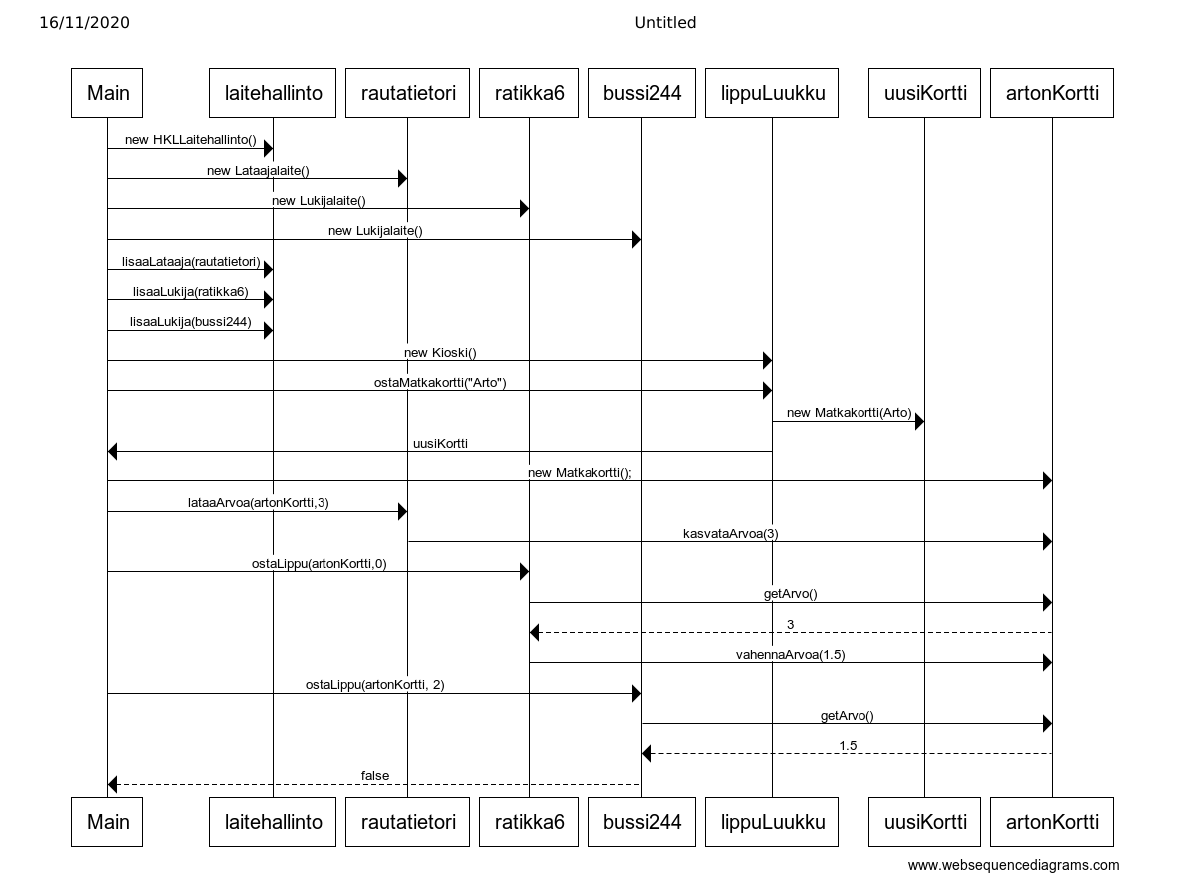 16/11/2020 Untitled
Main laitehallinto rautatietori ratikka6 bussi244 lippuLuukku uusiKortti artonKortti
new HKLLaitehallinto()
new Lataajalaite()
new Lukijalaite()
new Lukijalaite()
lisaaLataaja(rautatietori)
lisaaLukija(ratikka6)
lisaaLukija(bussi244)
new Kioski()
ostaMatkakortti("Arto")
new Matkakortti(Arto)
uusiKortti
new Matkakortti();
lataaArvoa(artonKortti,3)
kasvataArvoa(3)
ostaLippu(artonKortti,0)
getArvo()
3
vahennaArvoa(1.5)
ostaLippu(artonKortti, 2)
getArvo()
1.5
false
Main laitehallinto rautatietori ratikka6 bussi244 lippuLuukku uusiKortti artonKortti
www.websequencediagrams.com